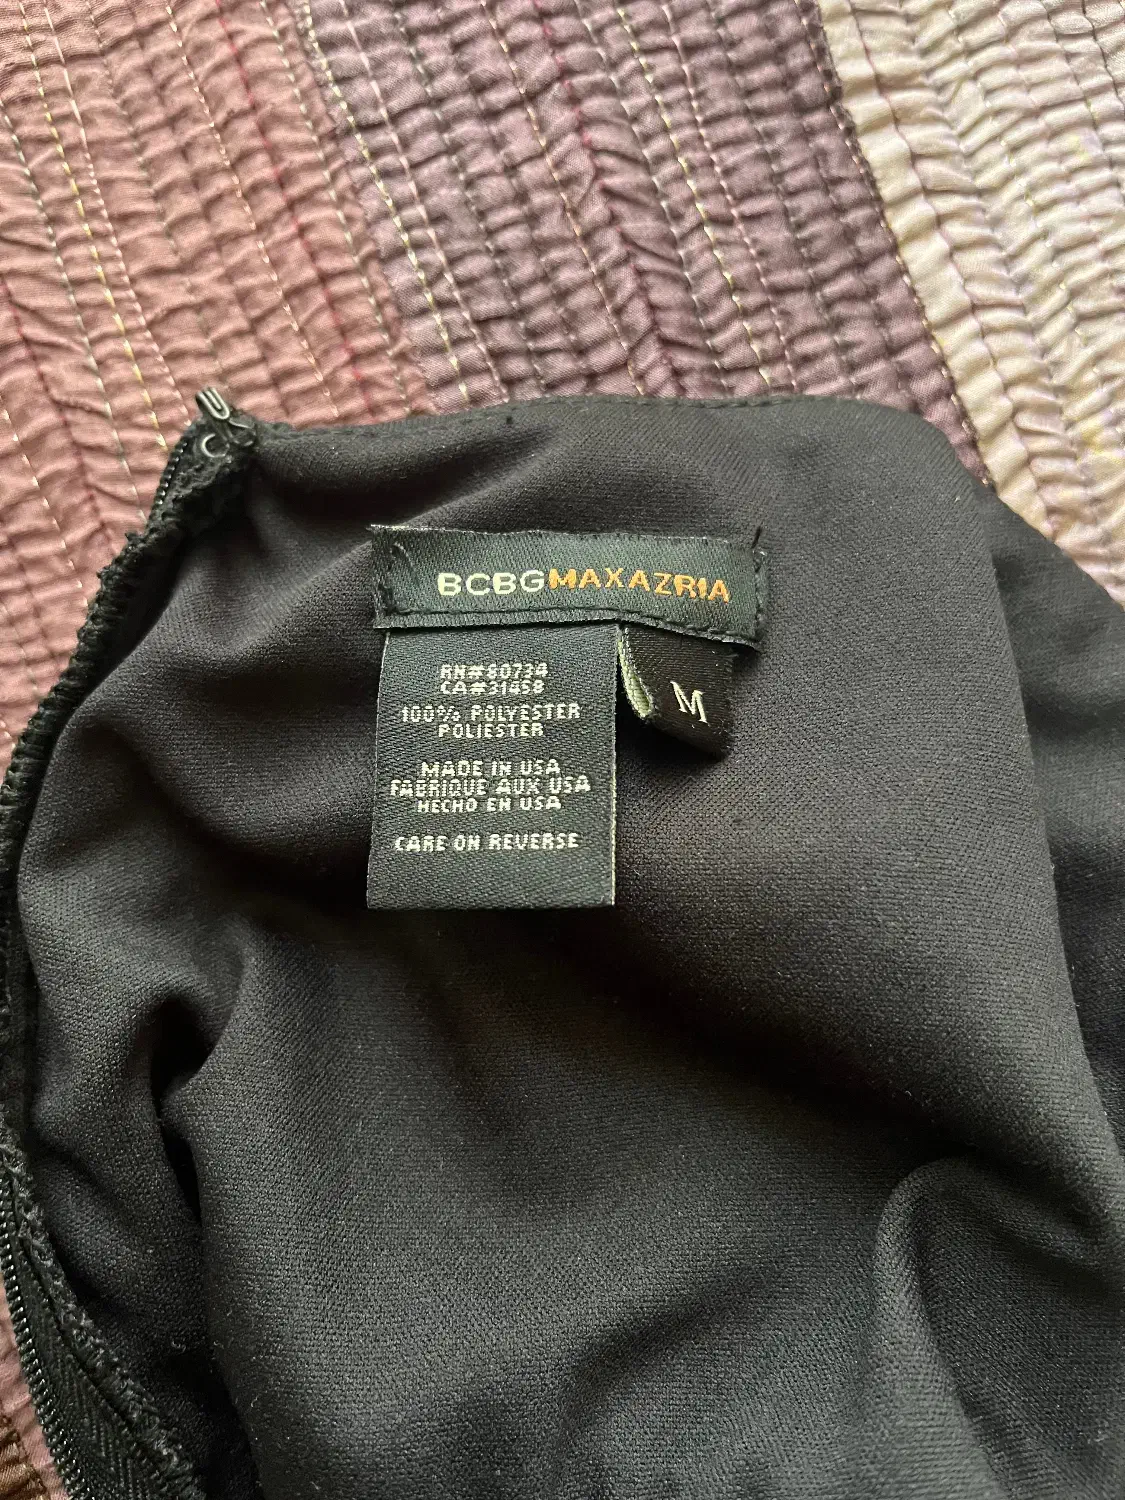 BCBGMAXAZRIA
M
RN#60734
CA#31458
100% POLYESTER
POLIESTER
MADE IN USA
FABRIQUE AUX USA
HECHO EN USA
CARE ON REVERSE